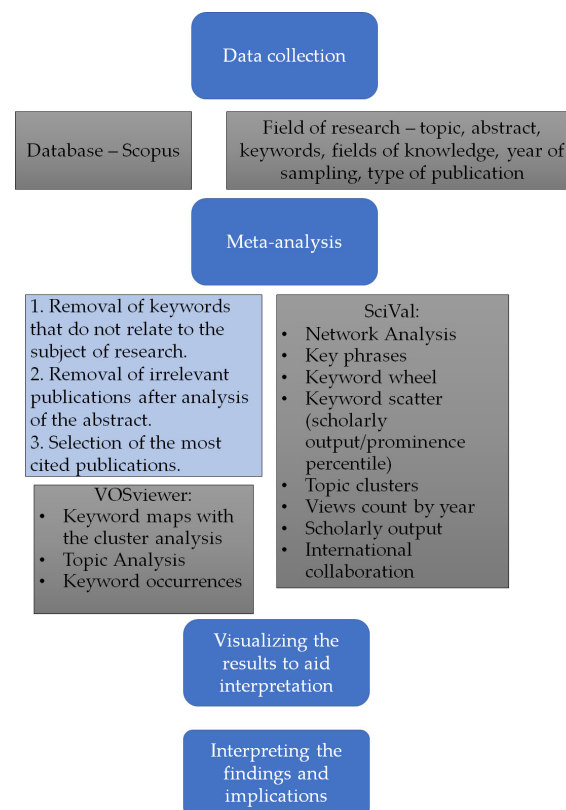 Data collection
Database – Scopus
Field of research – topic, abstract,
keywords, fields of knowledge, year of
sampling, type of publication
Meta-analysis
1. Removal of keywords
that do not relate to the
subject of research.
2. Removal of irrelevant
publications after analysis
of the abstract.
3. Selection of the most
cited publications.
SciVal:
• Network Analysis
• Key phrases
• Keyword wheel
• Keyword scatter
(scholarly
output/prominence
percentile)
• Topic clusters
• Views count by year
• Scholarly output
• International
collaboration
VOSviewer:
• Keyword maps with
the cluster analysis
• Topic Analysis
• Keyword occurrences
Visualizing the
results to aid
interpretation
Interpreting the
findings and
implications